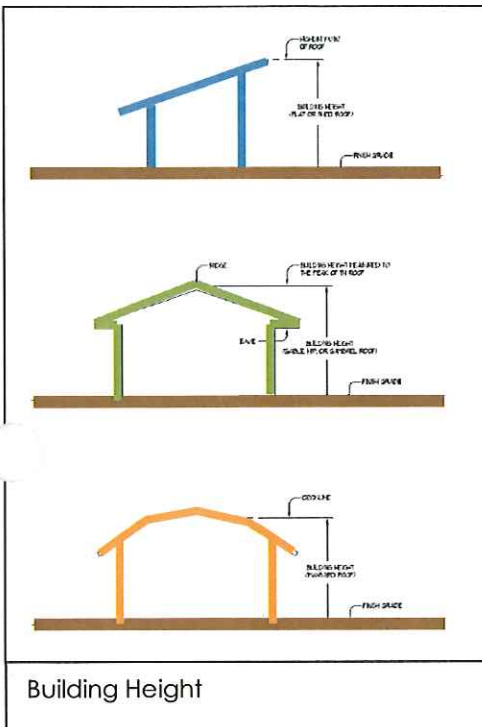 HIGHEST POINT
OF ROOF
BUILDING HEIGHT
(FLAT OR SHED ROOF)
FINISH GRADE
RIDGE
BUILDING HEIGHT MEASURED TO
THE PEAK OF TH ROOF
EAVE
BUILDING HEIGHT
(GABLE HIP, OR GAMBREL ROOF)
FINISH GRADE
DECK LINE
BUILDING HEIGHT
(MANSARD ROOF)
FINISH GRADE
Building Height